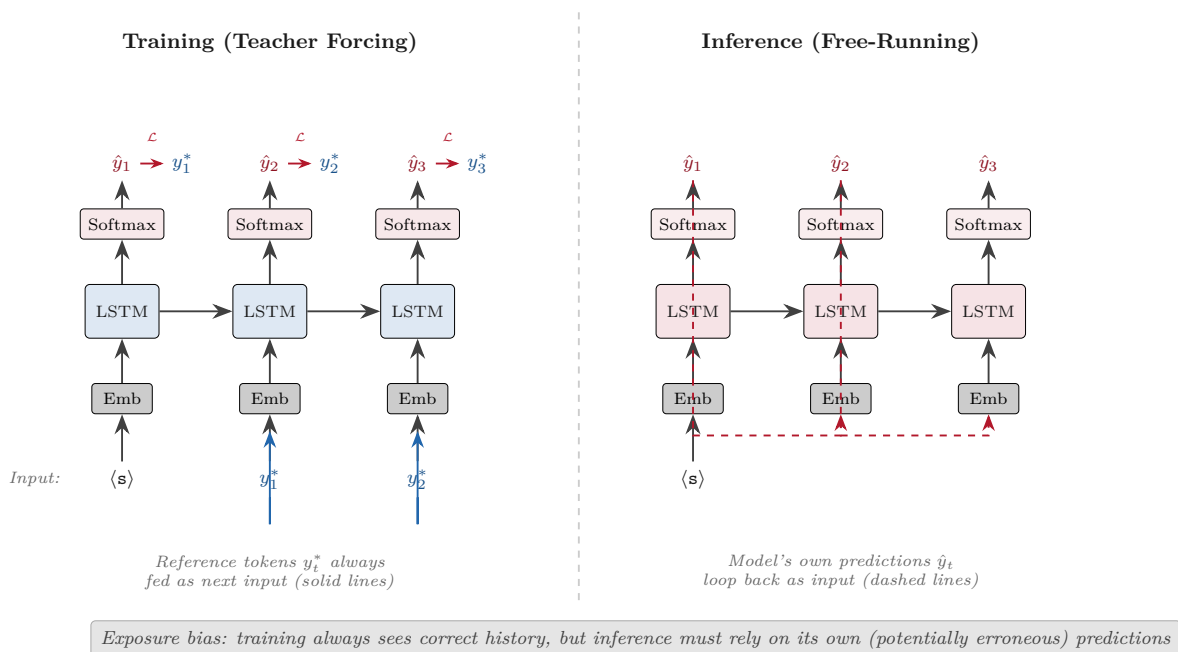 Training (Teacher Forcing)
Inference (Free-Running)
ℒ ℒ ℒ
ŷ₁ y₁* ŷ₂ y₂* ŷ₃ y₃*
ŷ₁ ŷ₂ ŷ₃
Softmax Softmax Softmax
Softmax Softmax Softmax
LSTM LSTM LSTM
LSTM LSTM LSTM
Emb Emb Emb
Emb Emb Emb
Input: ⟨s⟩ y₁* y₂*
⟨s⟩
Reference tokens yₜ* always
fed as next input (solid lines)
Model's own predictions ŷₜ
loop back as input (dashed lines)
Exposure bias: training always sees correct history, but inference must rely on its own (potentially erroneous) predictions